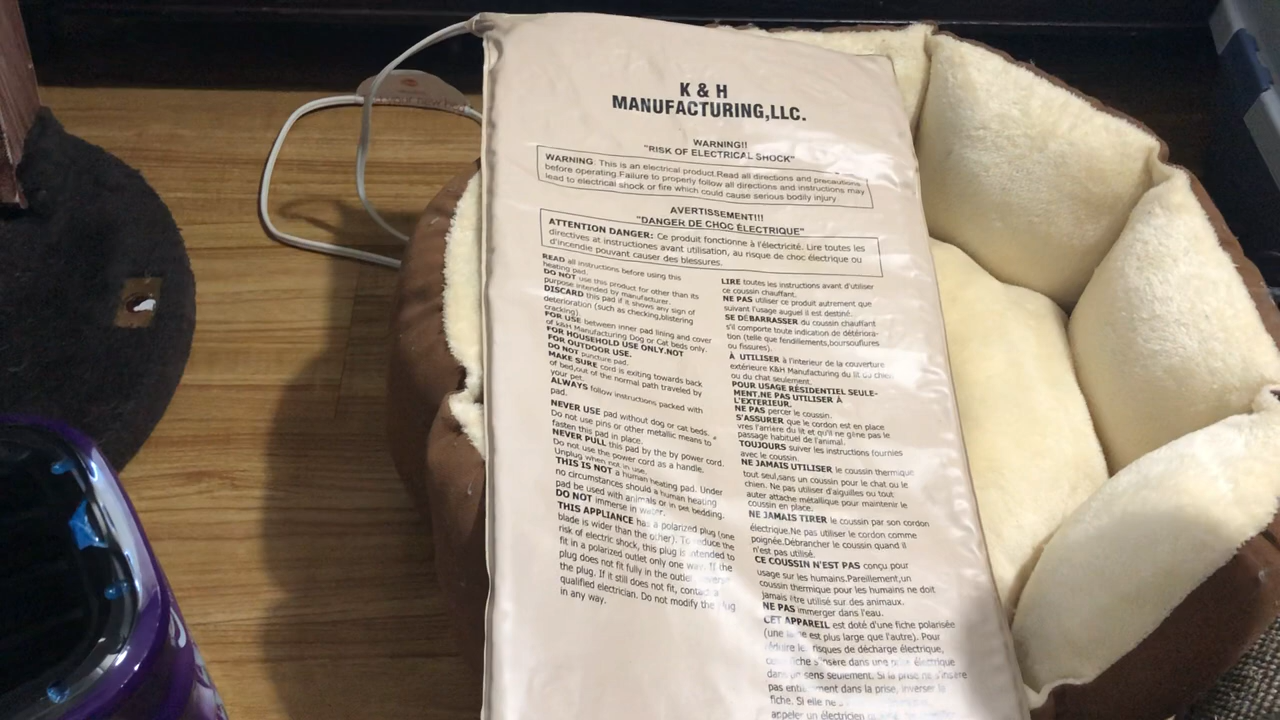 K & H
MANUFACTURING,LLC.
WARNING!!
"RISK OF ELECTRICAL SHOCK"
WARNING: This is an electrical product.Read all directions and precautions
before operating.Failure to properly follow all directions and instructions may
lead to electrical shock or fire which could cause serious bodily injury
AVERTISSEMENT!!!
"DANGER DE CHOC ÉLECTRIQUE"
ATTENTION DANGER: Ce produit fonctionne à l'électricité. Lire toutes les
directives at instructiones avant utilisation, au risque de choc électrique ou
d'incendie pouvant causer des blessures.
READ all instructions before using this
heating pad.
DO NOT use this product for other than its
purpose intended by manufacturer.
DISCARD this pad if it shows any sign of
deterioration (such as checking,blistering
cracking).
FOR USE between inner pad lining and cover
of K&H Manufacturing Dog or Cat beds only.
FOR HOUSEHOLD USE ONLY.NOT
FOR OUTDOOR USE.
DO NOT puncture pad.
MAKE SURE cord is exiting towards back
of bed,out of the normal path traveled by
your pet.
ALWAYS follow instructions packed with
pad.
NEVER USE pad without dog or cat beds.
Do not use pins or other metallic means to
fasten this pad in place.
NEVER PULL this pad by the by power cord.
Do not use the power cord as a handle.
Unplug when not in use.
THIS IS NOT a human heating pad. Under
no circumstances should a human heating
pad be used with animals or in pet bedding.
DO NOT immerse in water.
THIS APPLIANCE has a polarized plug (one
blade is wider than the other). To reduce the
risk of electric shock, this plug is intended to
fit in a polarized outlet only one way. If the
plug does not fit fully in the outlet, reverse
the plug. If it still does not fit, contact a
qualified electrician. Do not modify the plug
in any way.
LIRE toutes les instructions avant d'utiliser
ce coussin chauffant.
NE PAS utiliser ce produit autrement que
suivant l'usage auguel il est destiné.
SE DÉBARRASSER du coussin chauffant
s'il comporte toute indication de détériora-
tion (telle que fendillements,boursouflures
ou fissures).
À UTILISER à l'interieur de la couverture
extérieure K&H Manufacturing du lit du chien
ou du chat seulement.
POUR USAGE RÉSIDENTIEL SEULE-
MENT.NE PAS UTILISER À
L'EXTERIEUR.
NE PAS percer le coussin.
S'ASSURER que le cordon est en place
vres l'arrière du lit et qu'il ne gîine pas le
passage habituel de l'animal.
TOUJOURS suiver les instructions fournies
avec le coussin.
NE JAMAIS UTILISER le coussin thermique
tout seul,sans un coussin pour le chat ou le
chien. Ne pas utiliser d'aiguilles ou tout
auter attache métallique pour maintenir le
coussin en place.
NE JAMAIS TIRER le coussin par son cordon
électrique.Ne pas utiliser le cordon comme
poignée.Débrancher le coussin quand il
n'est pas utilisé.
CE COUSSIN N'EST PAS conçu pour
usage sur les humains.Pareillement,un
coussin thermique pour les humains ne doit
jamais ître utilisé sur des animaux.
NE PAS immerger dans l'eau.
CET APPAREIL est doté d'une fiche polarisée
(une est plus large que l'autre). Pour
réduire les risques de décharge électrique,
fiche s'insère dans une électrique
dans un sens seulement. Si la prise ne s'insère
pas entièrement dans la prise, inverser la
fiche. Si elle ne
appeler un électricien